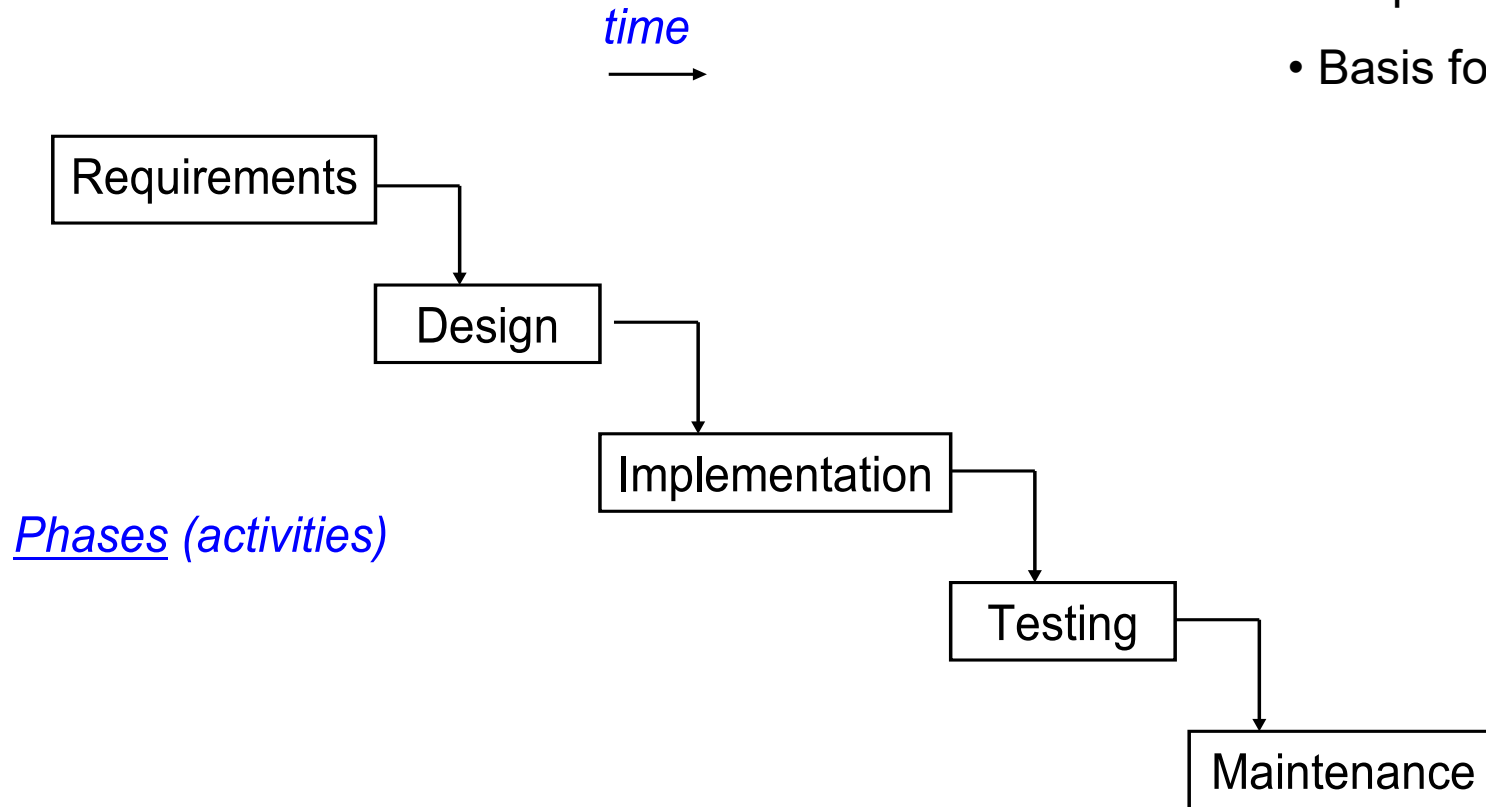 time
• Basis fo
Requirements
Design
Implementation
Phases (activities)
Testing
Maintenance